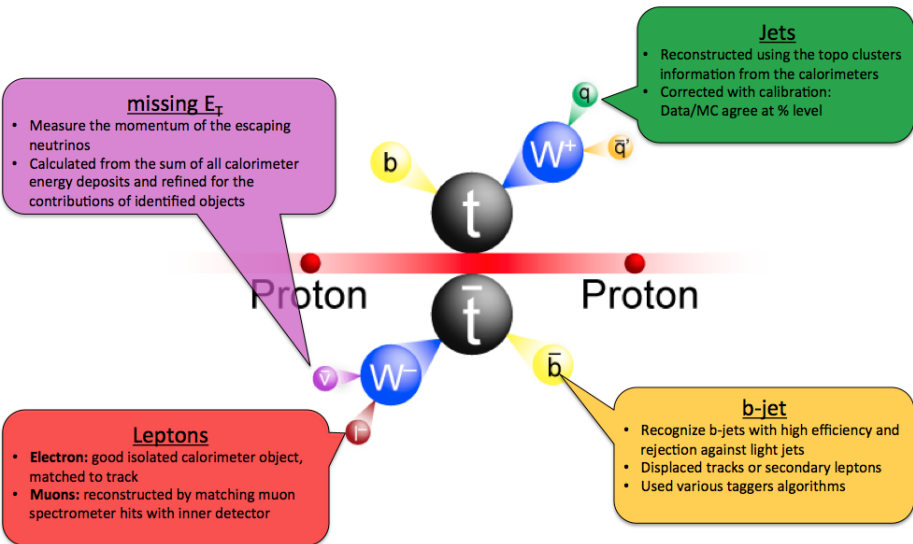 Jets
• Reconstructed using the topo clusters
information from the calorimeters
• Corrected with calibration:
Data/MC agree at % level
missing E_T
• Measure the momentum of the escaping
neutrinos
• Calculated from the sum of all calorimeter
energy deposits and refined for the
contributions of identified objects
q
W⁺
q̄'
b
t
Proton
Proton
t̄
b̄
ν̄
W⁻
l⁻
Leptons
• Electron: good isolated calorimeter object,
matched to track
• Muons: reconstructed by matching muon
spectrometer hits with inner detector
b-jet
• Recognize b-jets with high efficiency and
rejection against light jets
• Displaced tracks or secondary leptons
• Used various taggers algorithms